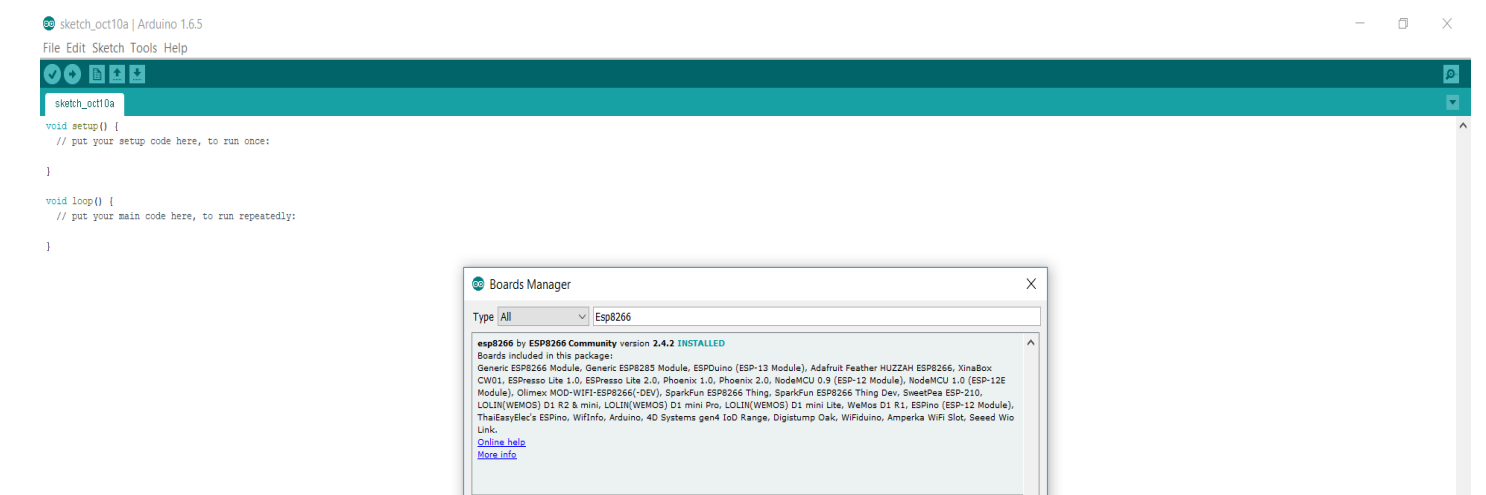 sketch_oct10a | Arduino 1.6.5
File Edit Sketch Tools Help
sketch_oct10a
void setup() {
// put your setup code here, to run once:
}
void loop() {
// put your main code here, to run repeatedly:
}
Boards Manager
Type All Esp8266
esp8266 by ESP8266 Community version 2.4.2 INSTALLED
Boards included in this package:
Generic ESP8266 Module, Generic ESP8285 Module, ESPDuino (ESP-13 Module), Adafruit Feather HUZZAH ESP8266, XinaBox
CW01, ESPresso Lite 1.0, ESPresso Lite 2.0, Phoenix 1.0, Phoenix 2.0, NodeMCU 0.9 (ESP-12 Module), NodeMCU 1.0 (ESP-12E
Module), Olimex MOD-WIFI-ESP8266(-DEV), SparkFun ESP8266 Thing, SparkFun ESP8266 Thing Dev, SweetPea ESP-210,
LOLIN(WEMOS) D1 R2 & mini, LOLIN(WEMOS) D1 mini Pro, LOLIN(WEMOS) D1 mini Lite, WeMos D1 R1, ESPino (ESP-12 Module),
ThaiEasyElec's ESPino, WifInfo, Arduino, 4D Systems gen4 IoD Range, Digistump Oak, WiFiduino, Amperka WiFi Slot, Seeed Wio
Link.
Online help
More info